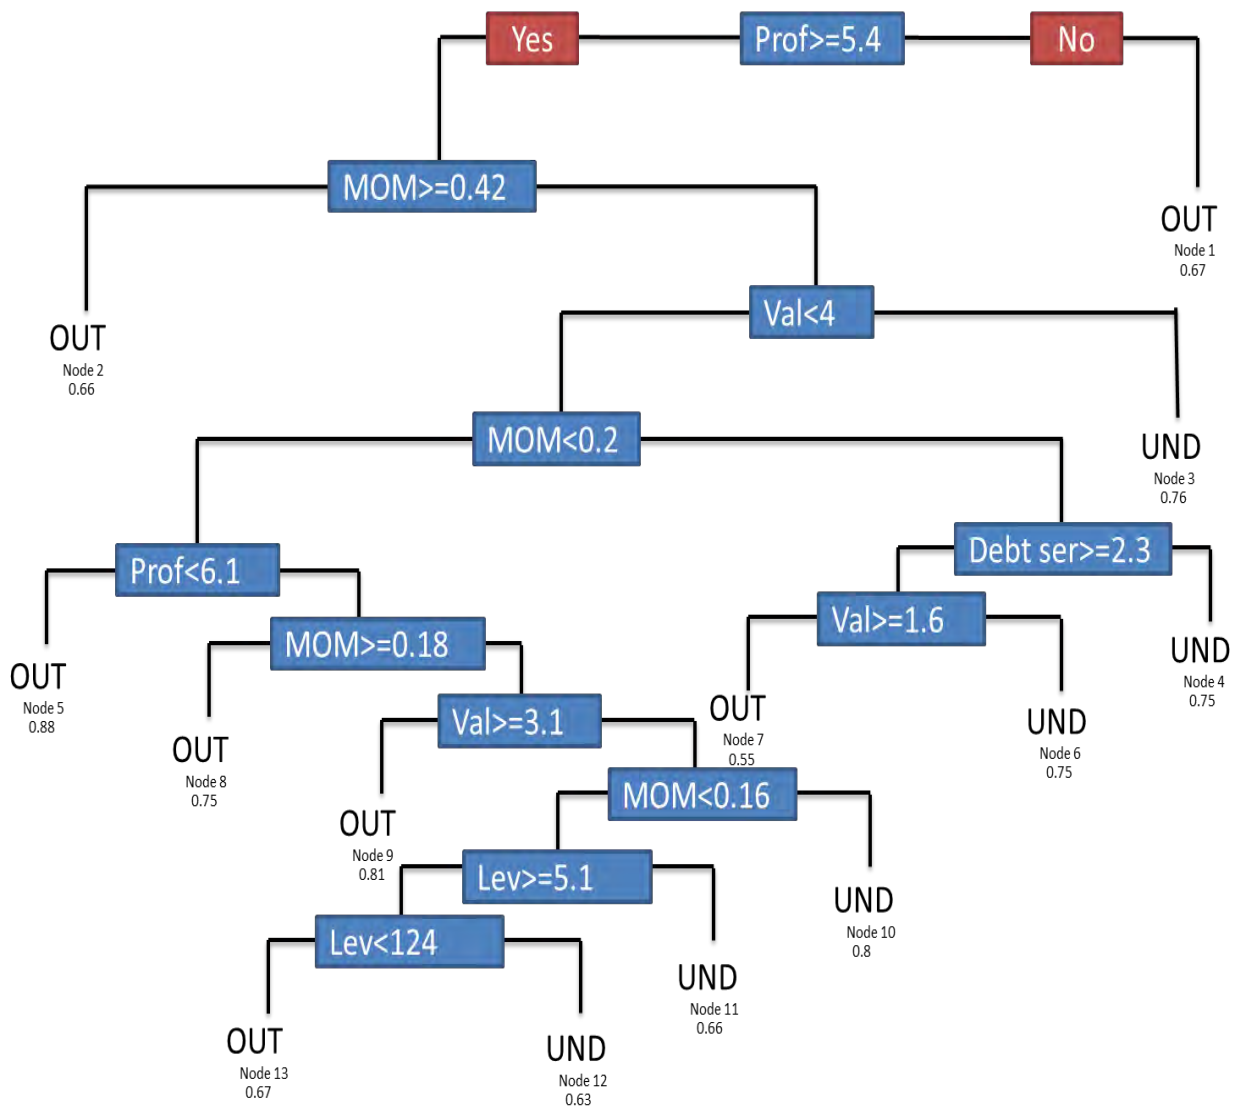 Yes
Prof>=5.4
No
MOM>=0.42
OUT
Node 1
0.67
Val<4
OUT
Node 2
0.66
MOM<0.2
UND
Node 3
0.76
Debt ser>=2.3
Prof<6.1
Val>=1.6
MOM>=0.18
UND
Node 4
0.75
OUT
Node 5
0.88
Val>=3.1
OUT
Node 7
0.55
UND
Node 6
0.75
OUT
Node 8
0.75
MOM<0.16
OUT
Node 9
0.81
Lev>=5.1
UND
Node 10
0.8
Lev<124
UND
Node 11
0.66
OUT
Node 13
0.67
UND
Node 12
0.63